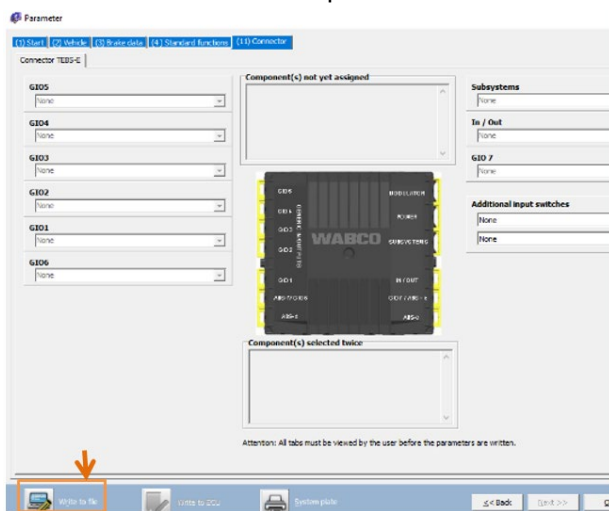 Parameter
(1) Start (2) Vehicle (3) Brake data (4) Standard functions (11) Connector
Connector TEBS-E
GIO5
None
GIO4
None
GIO3
None
GIO2
None
GIO1
None
GIO6
None
Component(s) not yet assigned
MODULATOR
POWER
SUBSYSTEMS
WABCO
GIO1
IN / OUT
Component(s) selected twice
Attention: All tabs must be viewed by the user before the parameters are written.
Subsystems
None
In / Out
None
GIO 7
None
Additional input switches
None
None
Write to file
Write to ECU
System plate
<< Back
Next >>